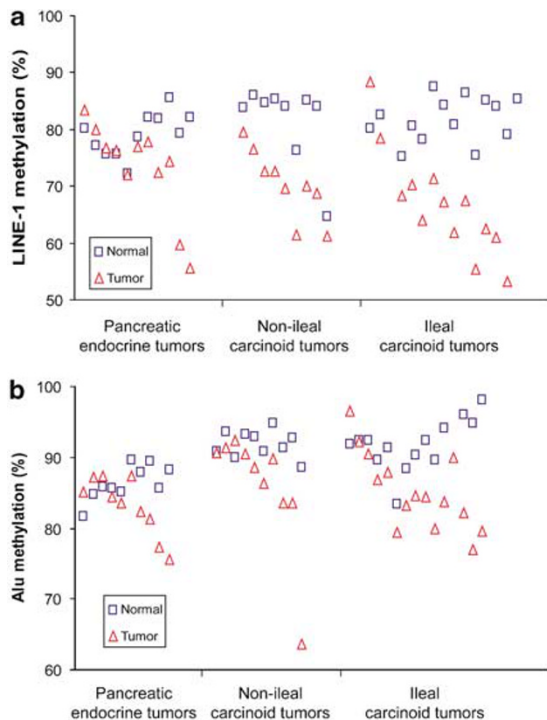 a
100
90
80
70
60
50
LINE-1 methylation (%)
Normal
Tumor
Pancreatic endocrine tumors
Non-ileal carcinoid tumors
Ileal carcinoid tumors
b
100
90
80
70
60
Alu methylation (%)
Normal
Tumor
Pancreatic endocrine tumors
Non-ileal carcinoid tumors
Ileal carcinoid tumors